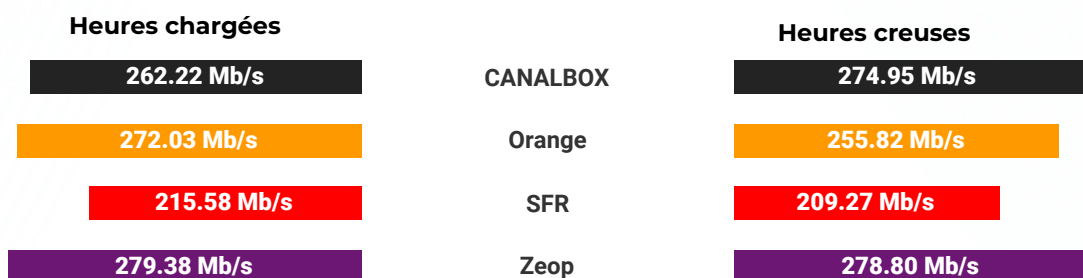 Heures chargées
Heures creuses
262.22 Mb/s CANALBOX 274.95 Mb/s
272.03 Mb/s Orange 255.82 Mb/s
215.58 Mb/s SFR 209.27 Mb/s
279.38 Mb/s Zeop 278.80 Mb/s